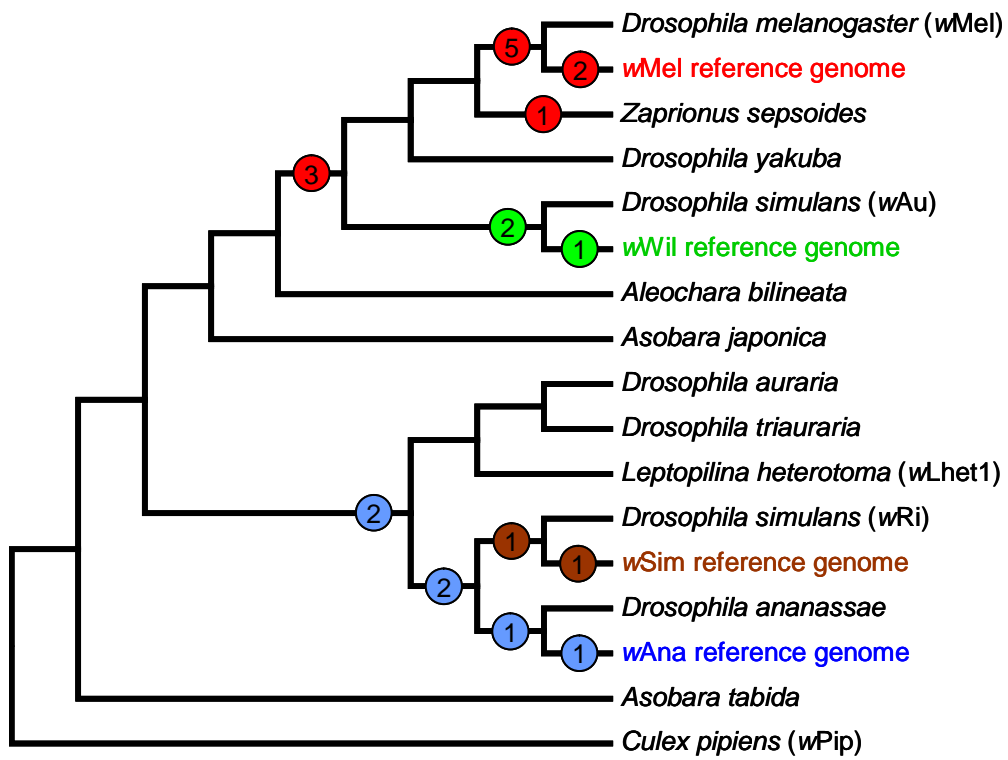 Drosophila melanogaster (wMel)
5
2 wMel reference genome
1 Zaprionus sepsoides
Drosophila yakuba
3
Drosophila simulans (wAu)
2
1 wWil reference genome
Aleochara bilineata
Asobara japonica
Drosophila auraria
Drosophila triauraria
Leptopilina heterotoma (wLhet1)
2
Drosophila simulans (wRi)
1
1 wSim reference genome
2
Drosophila ananassae
1
1 wAna reference genome
Asobara tabida
Culex pipiens (wPip)